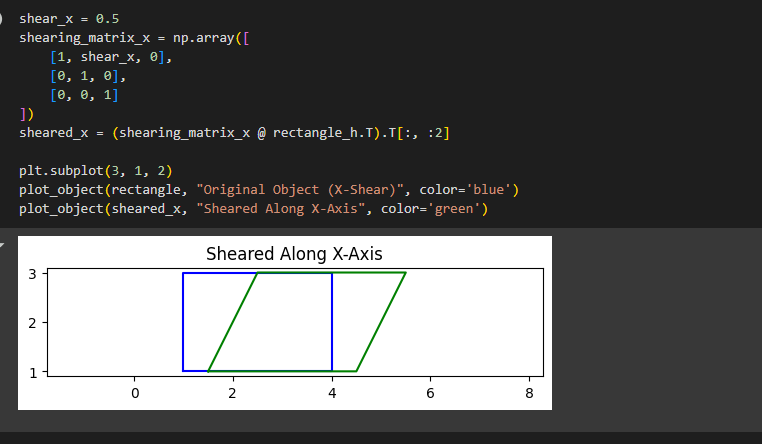 shear_x = 0.5
shearing_matrix_x = np.array([
    [1, shear_x, 0],
    [0, 1, 0],
    [0, 0, 1]
])
sheared_x = (shearing_matrix_x @ rectangle_h.T).T[:, :2]
plt.subplot(3, 1, 2)
plot_object(rectangle, "Original Object (X-Shear)", color='blue')
plot_object(sheared_x, "Sheared Along X-Axis", color='green')
Sheared Along X-Axis
3
2
1
0 2 4 6 8